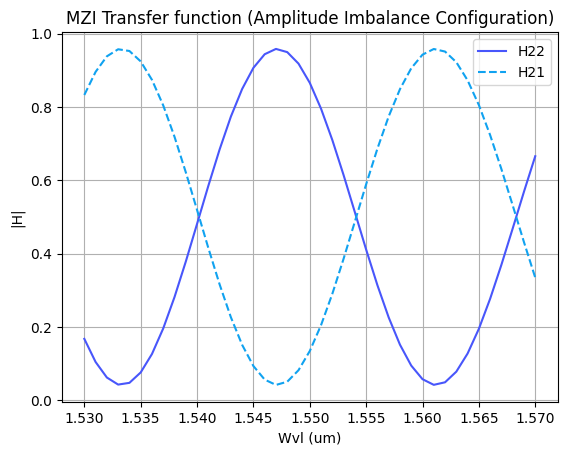 MZI Transfer function (Amplitude Imbalance Configuration)
1.0
0.8
0.6
0.4
0.2
0.0
|H|
H22
H21
1.530 1.535 1.540 1.545 1.550 1.555 1.560 1.565 1.570
Wvl (um)